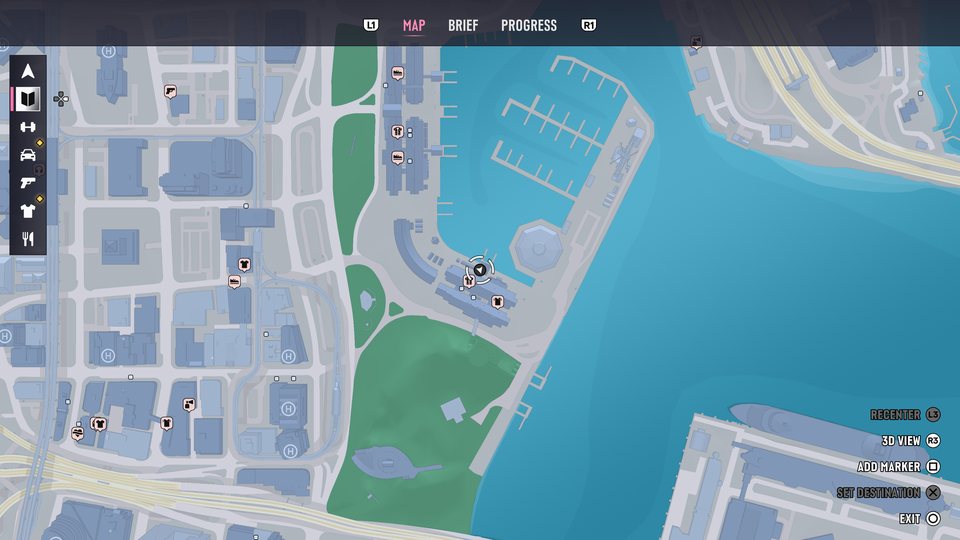 L1 MAP BRIEF PROGRESS R1
H
H
H
H
H
H
H
RECENTER L3
3D VIEW R3
ADD MARKER
SET DESTINATION
EXIT